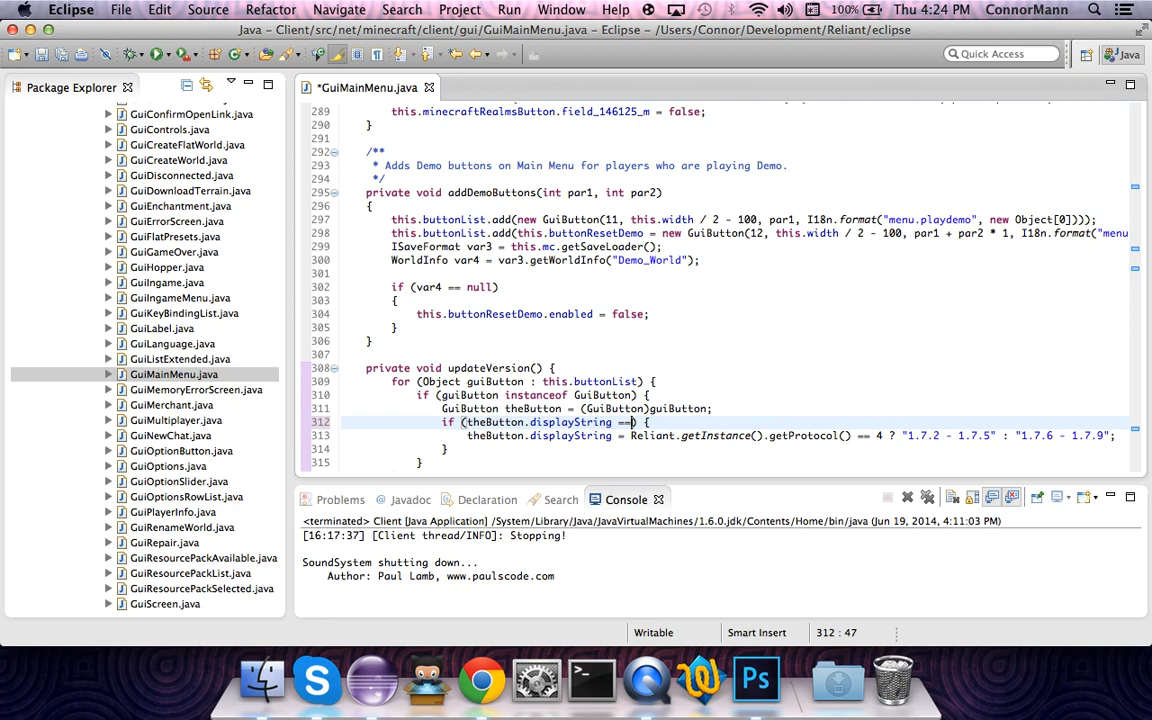 Eclipse File Edit Source Refactor Navigate Search Project Run Window Help 100% Thu 4:24 PM ConnorMann
Java - Client/src/net/minecraft/client/gui/GuiMainMenu.java - Eclipse - /Users/Connor/Development/Reliant/eclipse
Quick Access Java
Package Explorer
*GuiMainMenu.java
GuiConfirmOpenLink.java
GuiControls.java
GuiCreateFlatWorld.java
GuiCreateWorld.java
GuiDisconnected.java
GuiDownloadTerrain.java
GuiEnchantment.java
GuiErrorScreen.java
GuiFlatPresets.java
GuiGameOver.java
GuiHopper.java
GuiIngame.java
GuiIngameMenu.java
GuiKeyBindingList.java
GuiLabel.java
GuiLanguage.java
GuiListExtended.java
GuiMainMenu.java
GuiMemoryErrorScreen.java
GuiMerchant.java
GuiMultiplayer.java
GuiNewChat.java
GuiOptionButton.java
GuiOptions.java
GuiOptionSlider.java
GuiOptionsRowList.java
GuiPlayerInfo.java
GuiRenameWorld.java
GuiRepair.java
GuiResourcePackAvailable.java
GuiResourcePackList.java
GuiResourcePackSelected.java
GuiScreen.java
289 this.minecraftRealmsButton.field_146125_m = false;
290 }
291
292 /**
293 * Adds Demo buttons on Main Menu for players who are playing Demo.
294 */
295 private void addDemoButtons(int par1, int par2)
296 {
297 this.buttonList.add(new GuiButton(11, this.width / 2 - 100, par1, I18n.format("menu.playdemo", new Object[0])));
298 this.buttonList.add(this.buttonResetDemo = new GuiButton(12, this.width / 2 - 100, par1 + par2 * 1, I18n.format("menu
299 ISaveFormat var3 = this.mc.getSaveLoader();
300 WorldInfo var4 = var3.getWorldInfo("Demo_World");
301
302 if (var4 == null)
303 {
304 this.buttonResetDemo.enabled = false;
305 }
306 }
307
308 private void updateVersion() {
309 for (Object guiButton : this.buttonList) {
310 if (guiButton instanceof GuiButton) {
311 GuiButton theButton = (GuiButton)guiButton;
312 if (theButton.displayString ==) {
313 theButton.displayString = Reliant.getInstance().getProtocol() == 4 ? "1.7.2 - 1.7.5" : "1.7.6 - 1.7.9";
314 }
315 }
Problems Javadoc Declaration Search Console
<terminated> Client [Java Application] /System/Library/Java/JavaVirtualMachines/1.6.0.jdk/Contents/Home/bin/java (Jun 19, 2014, 4:11:03 PM)
[16:17:37] [Client thread/INFO]: Stopping!
SoundSystem shutting down...
Author: Paul Lamb, www.paulscode.com
Writable Smart Insert 312 : 47
Ps